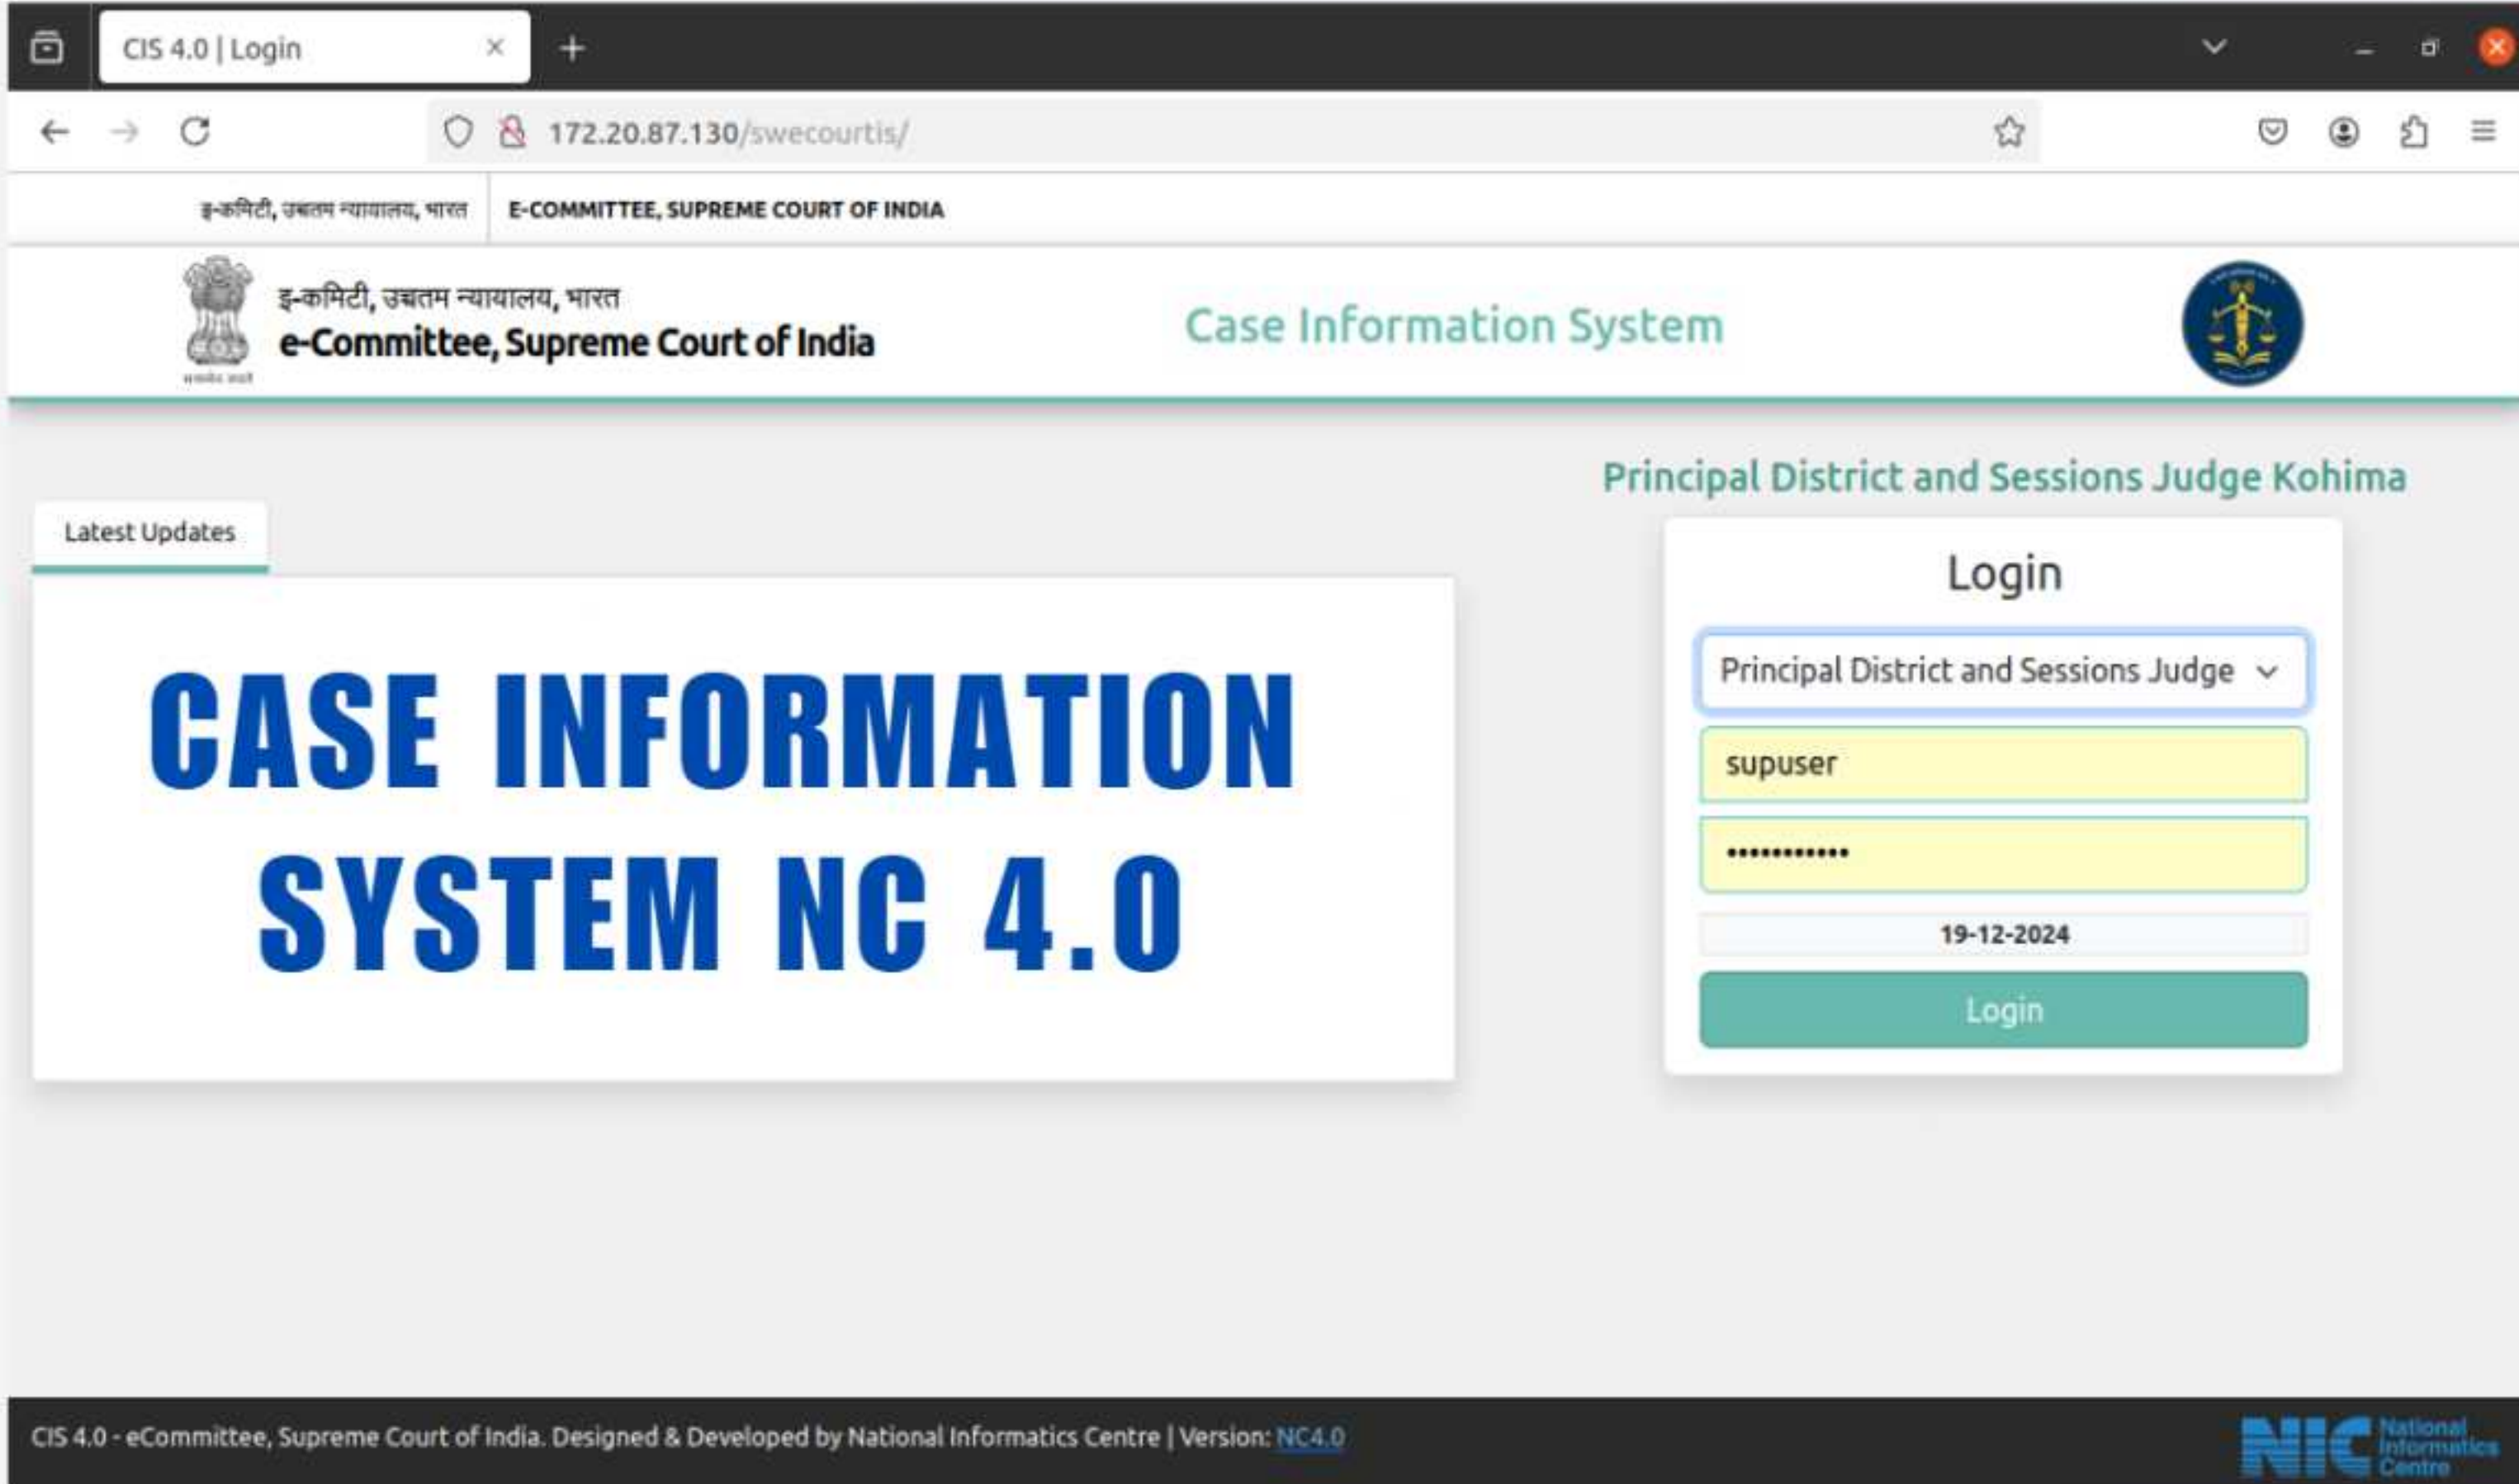 CIS 4.0 | Login
172.20.87.130/swecourtis/
इ-कमिटी, उच्चतम न्यायालय, भारत
E-COMMITTEE, SUPREME COURT OF INDIA
इ-कमिटी, उच्चतम न्यायालय, भारत
e-Committee, Supreme Court of India
Case Information System
Principal District and Sessions Judge Kohima
Latest Updates
CASE INFORMATION
SYSTEM NC 4.0
Login
Principal District and Sessions Judge
supuser
•••••••••••
19-12-2024
Login
CIS 4.0 - eCommittee, Supreme Court of India. Designed & Developed by National Informatics Centre | Version: NC4.0
NIC
National
Informatics
Centre